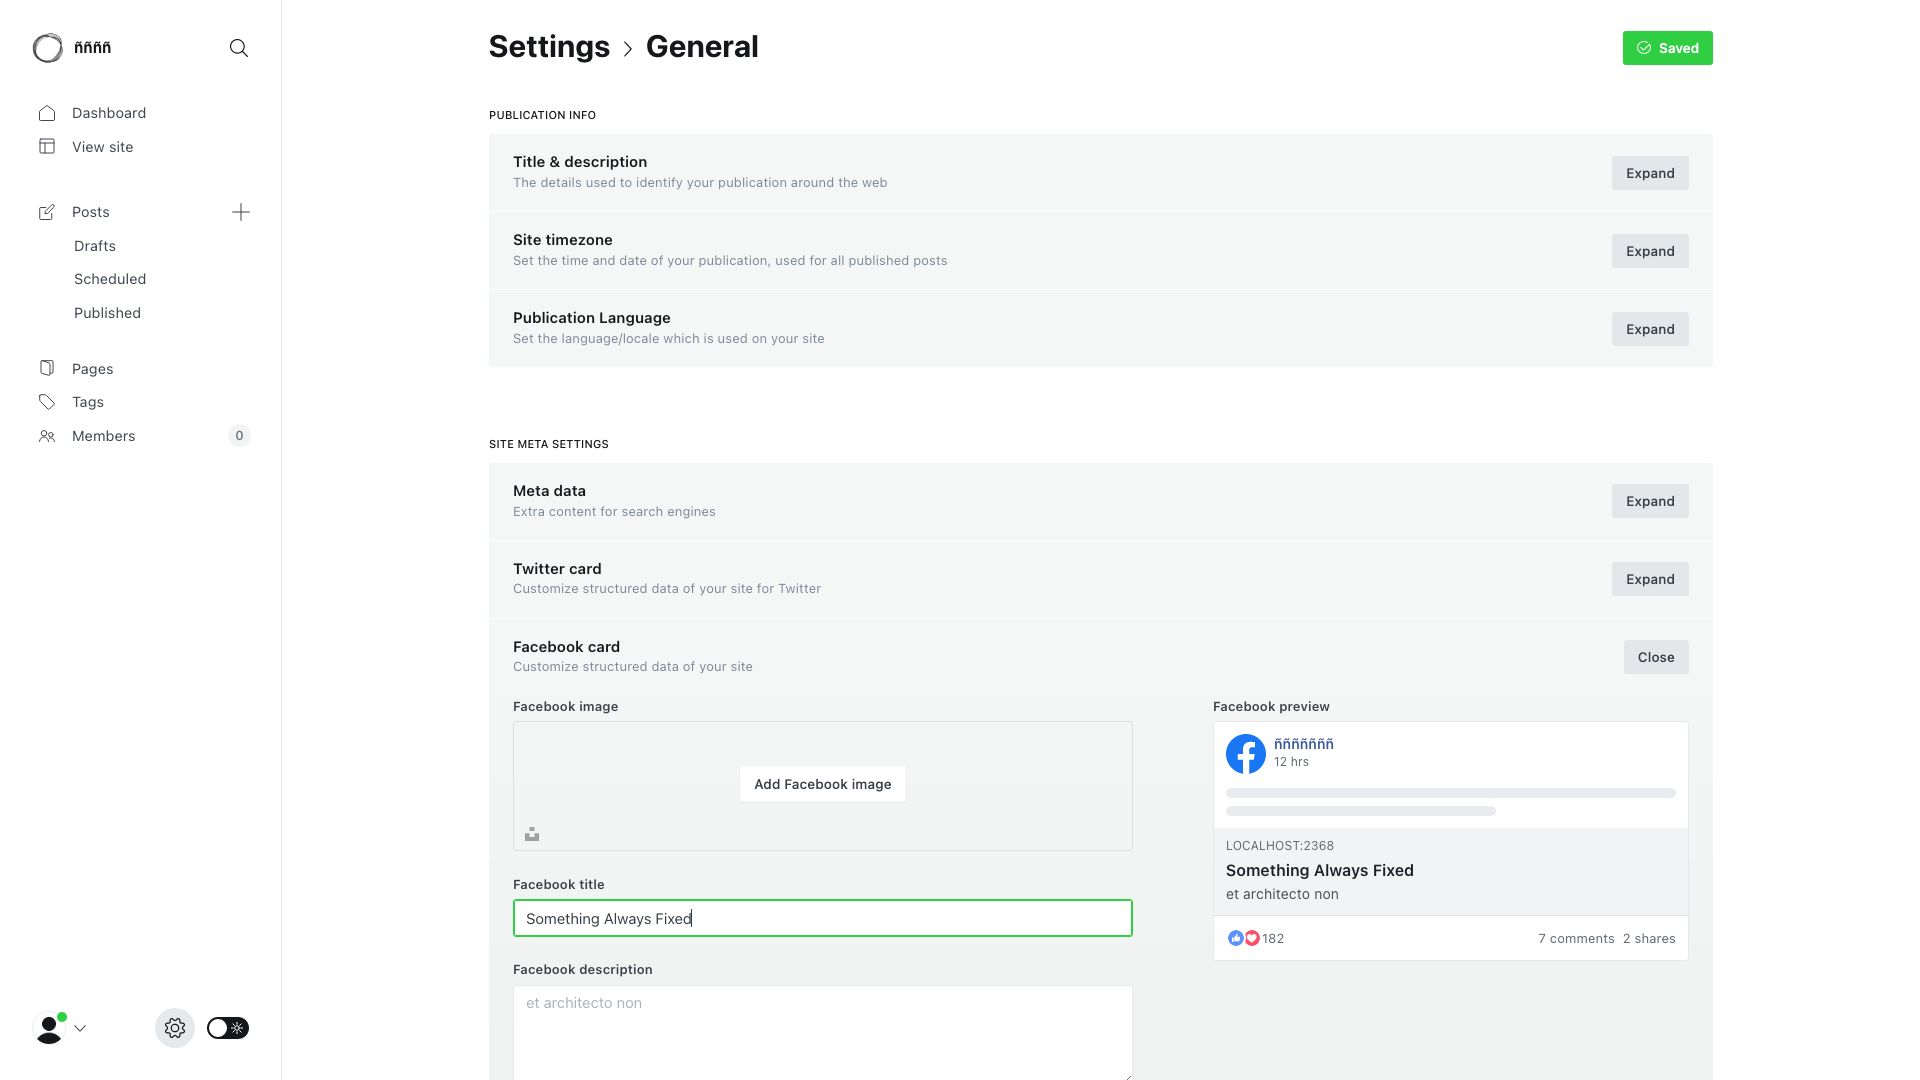 ññññ
Dashboard
View site
Posts
Drafts
Scheduled
Published
Pages
Tags
Members 0
Settings › General
Saved
PUBLICATION INFO
Title & description
The details used to identify your publication around the web
Expand
Site timezone
Set the time and date of your publication, used for all published posts
Expand
Publication Language
Set the language/locale which is used on your site
Expand
SITE META SETTINGS
Meta data
Extra content for search engines
Expand
Twitter card
Customize structured data of your site for Twitter
Expand
Facebook card
Customize structured data of your site
Close
Facebook image
Add Facebook image
Facebook title
Something Always Fixed
Facebook description
et architecto non
Facebook preview
ñññññññ
12 hrs
LOCALHOST:2368
Something Always Fixed
et architecto non
182
7 comments 2 shares